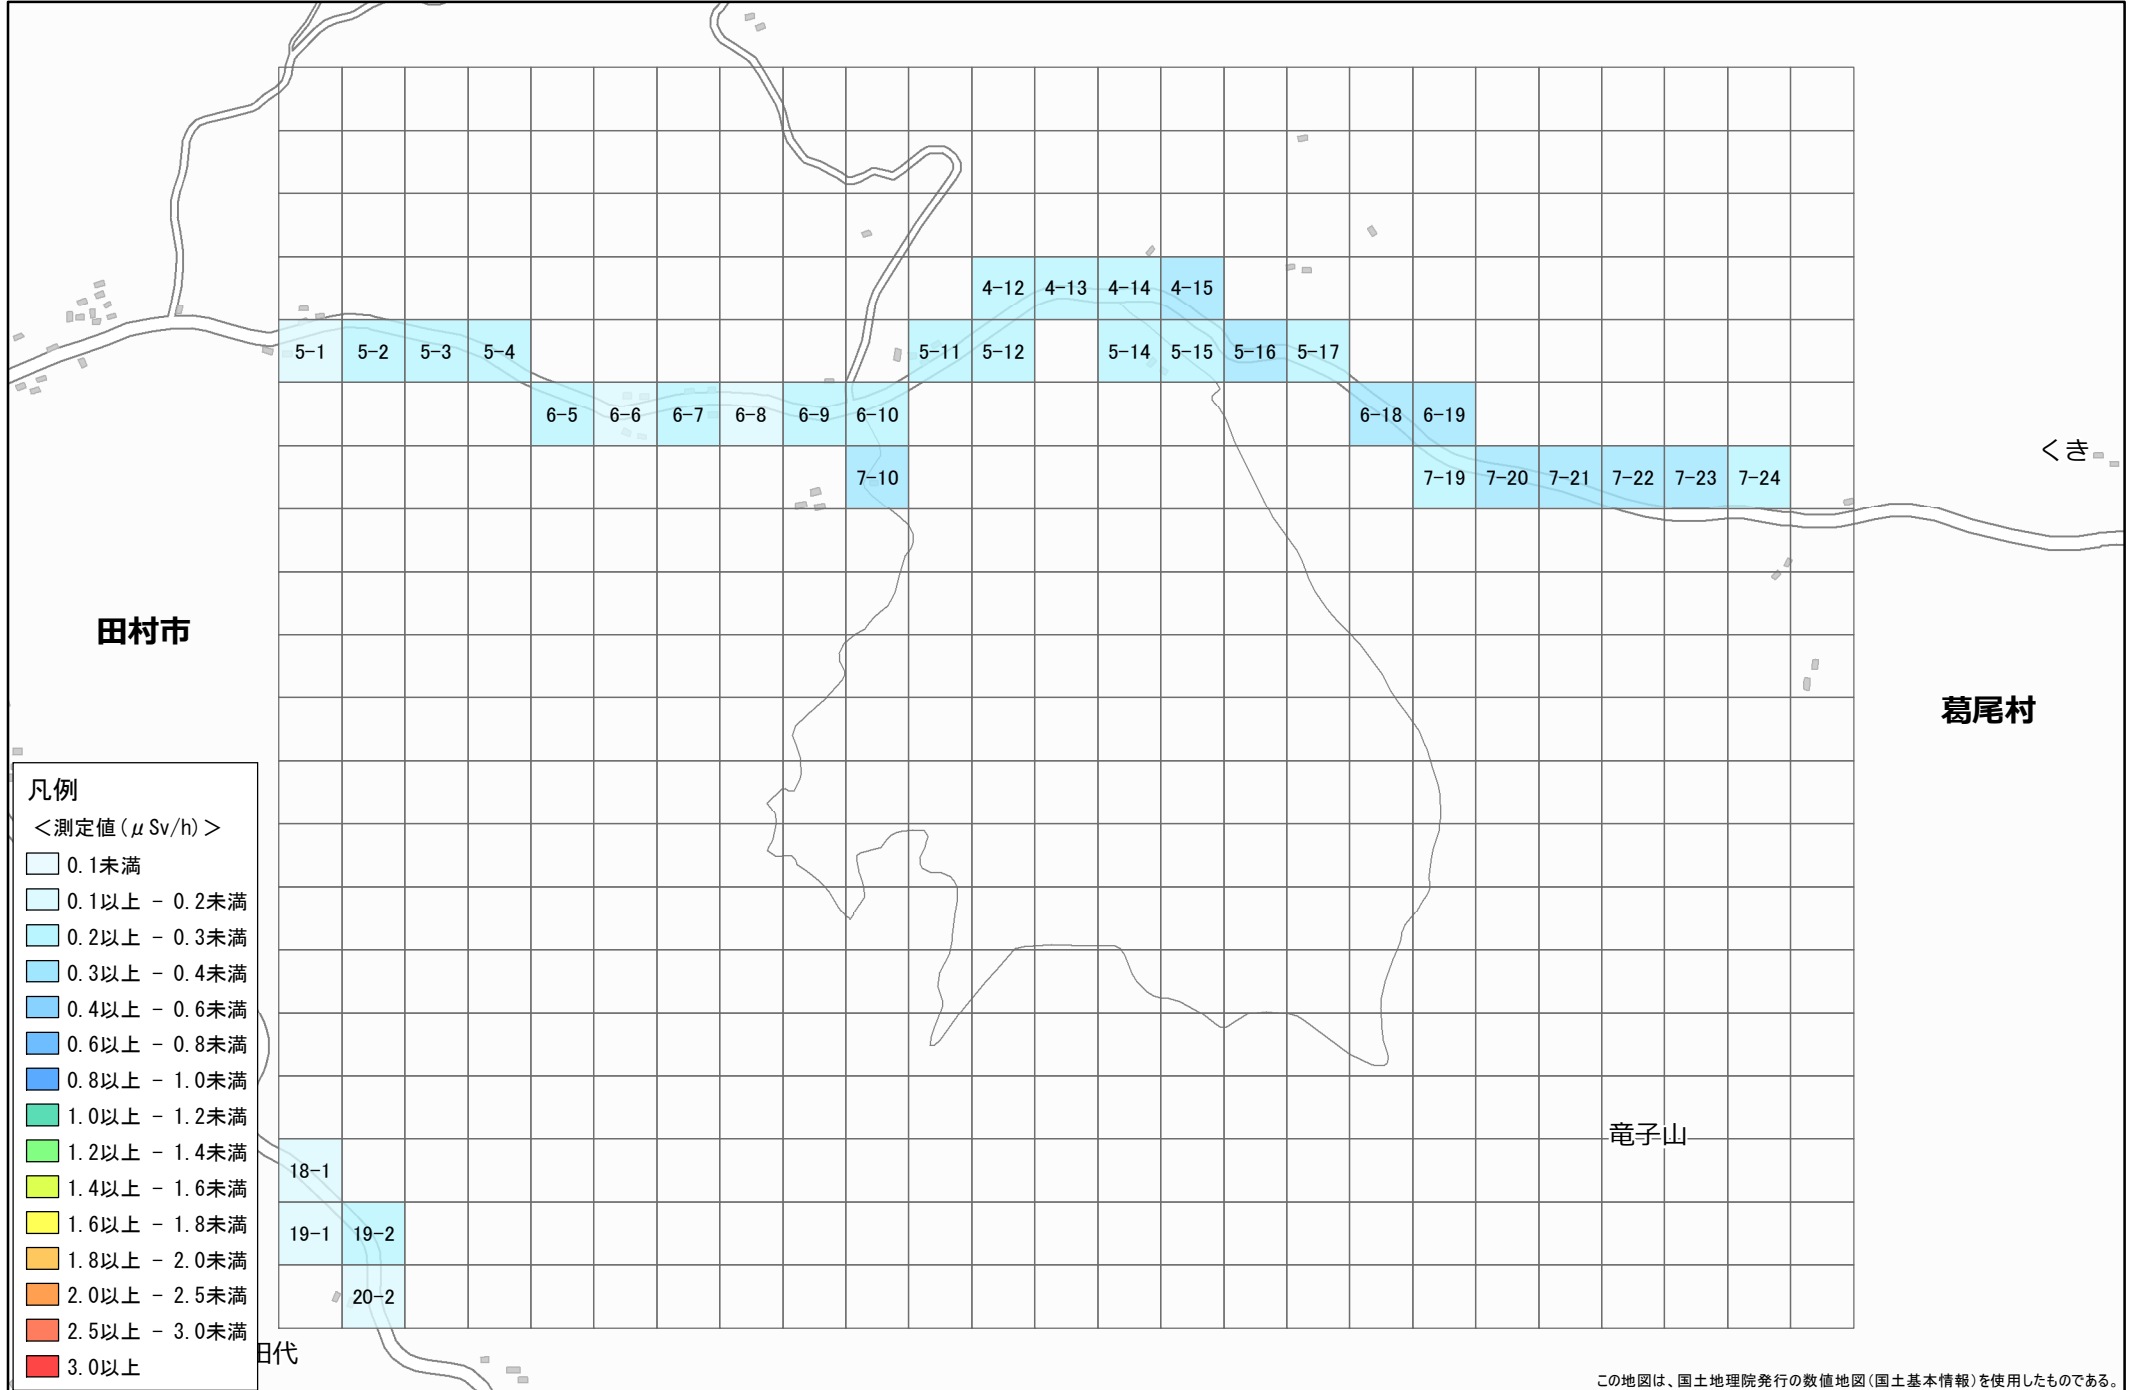 4-12 4-13 4-14 4-15
5-1 5-2 5-3 5-4 5-11 5-12 5-14 5-15 5-16 5-17
6-5 6-6 6-7 6-8 6-9 6-10 6-18 6-19
くき
7-10 7-19 7-20 7-21 7-22 7-23 7-24
田村市
葛尾村
凡例
＜測定値(μSv/h)＞
0.1未満
0.1以上 - 0.2未満
0.2以上 - 0.3未満
0.3以上 - 0.4未満
0.4以上 - 0.6未満
0.6以上 - 0.8未満
0.8以上 - 1.0未満
1.0以上 - 1.2未満
1.2以上 - 1.4未満
1.4以上 - 1.6未満
1.6以上 - 1.8未満
1.8以上 - 2.0未満
2.0以上 - 2.5未満
2.5以上 - 3.0未満
3.0以上
竜子山
18-1
19-1 19-2
20-2
代
この地図は、国土地理院発行の数値地図(国土基本情報)を使用したものである。